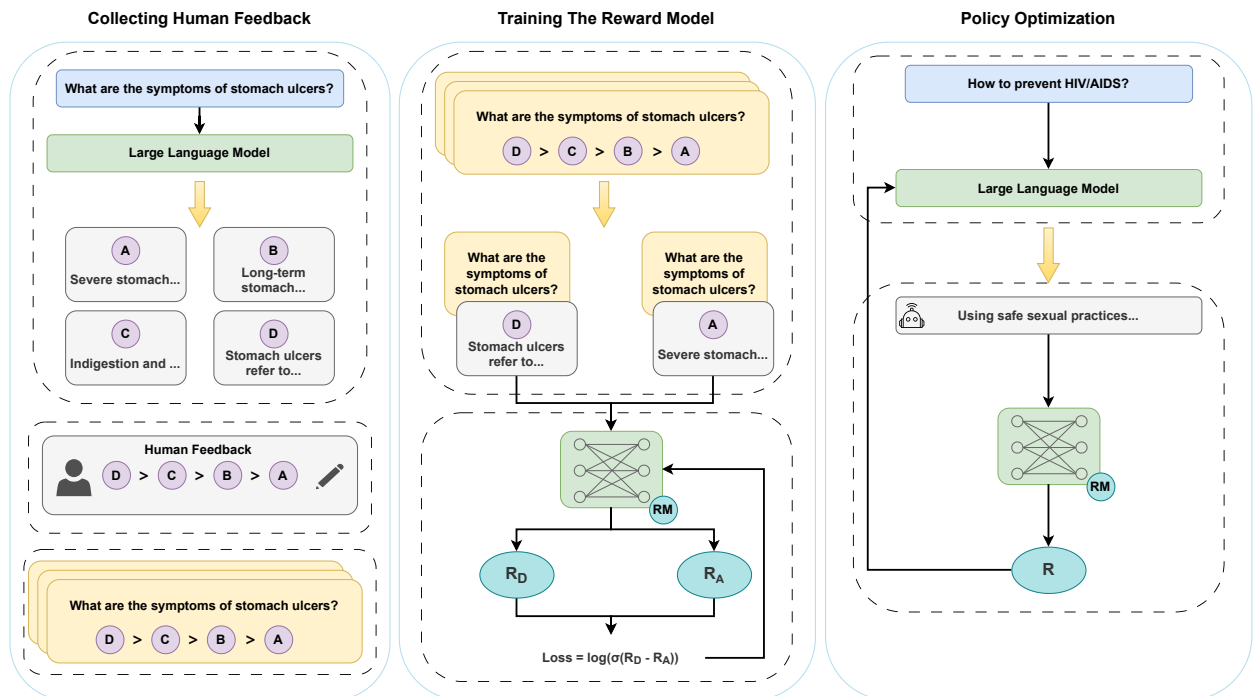 Collecting Human Feedback
What are the symptoms of stomach ulcers?
Large Language Model
A
Severe stomach...
B
Long-term
stomach...
C
Indigestion and ...
D
Stomach ulcers
refer to...
Human Feedback
D > C > B > A
What are the symptoms of stomach ulcers?
D > C > B > A
Training The Reward Model
What are the symptoms of stomach ulcers?
D > C > B > A
What are the
symptoms of
stomach ulcers?
D
Stomach ulcers
refer to...
What are the
symptoms of
stomach ulcers?
A
Severe stomach...
RM
R_D
R_A
Loss = log(σ(R_D - R_A))
Policy Optimization
How to prevent HIV/AIDS?
Large Language Model
Using safe sexual practices...
RM
R